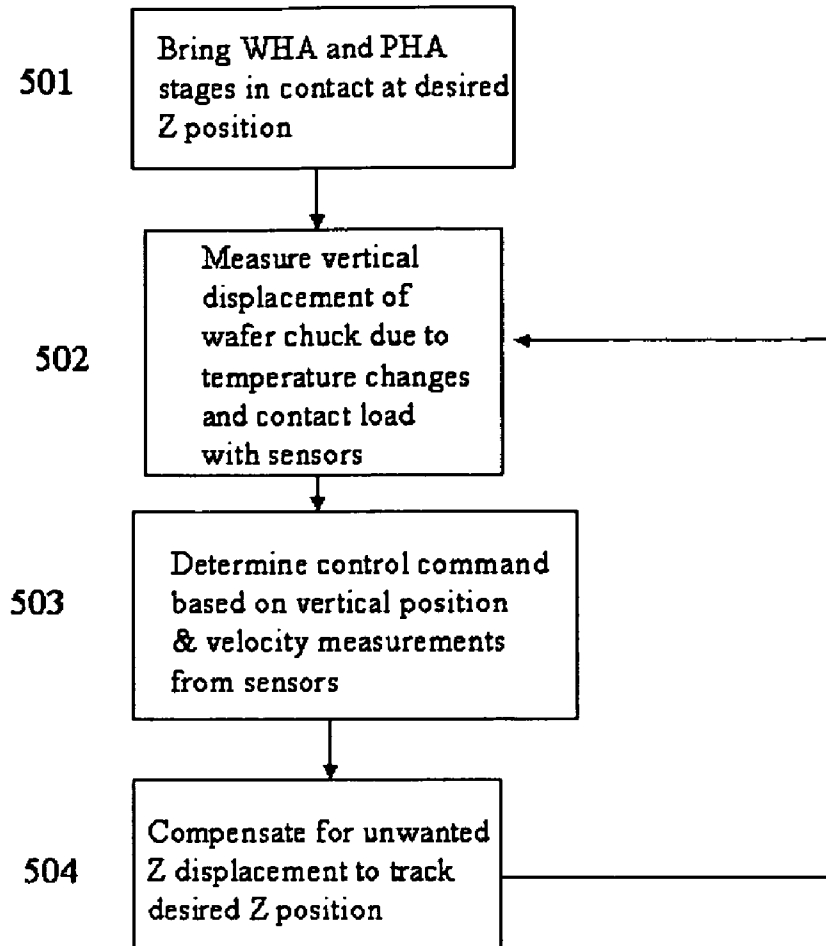 501
Bring WHA and PHA
stages in contact at desired
Z position
502
Measure vertical
displacement of
wafer chuck due to
temperature changes
and contact load
with sensors
503
Determine control command
based on vertical position
& velocity measurements
from sensors
504
Compensate for unwanted
Z displacement to track
desired Z position